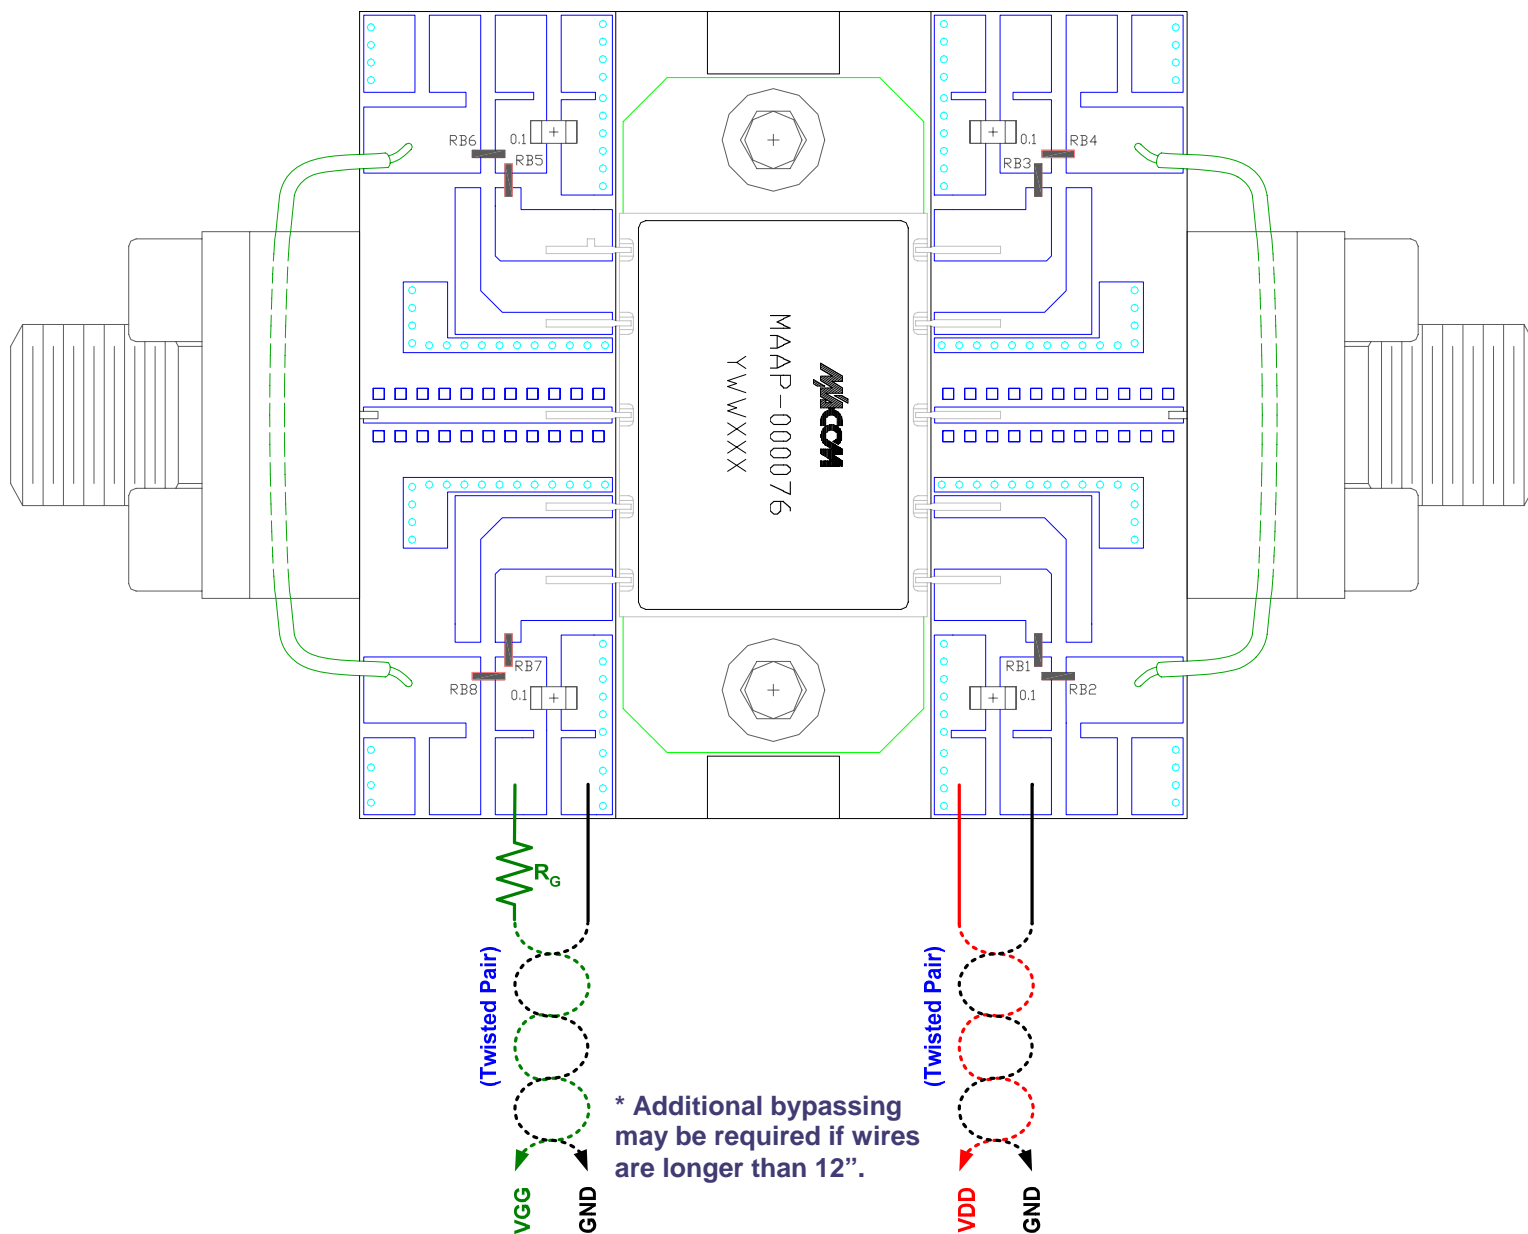 RB6
0.1
RB5
0.1
RB4
RB3
M/ACOM
MAAP-000076
YWWXXX
RB7
RB8
0.1
RB1
0.1
RB2
RG
(Twisted Pair)
(Twisted Pair)
* Additional bypassing
may be required if wires
are longer than 12”.
VGG
GND
VDD
GND